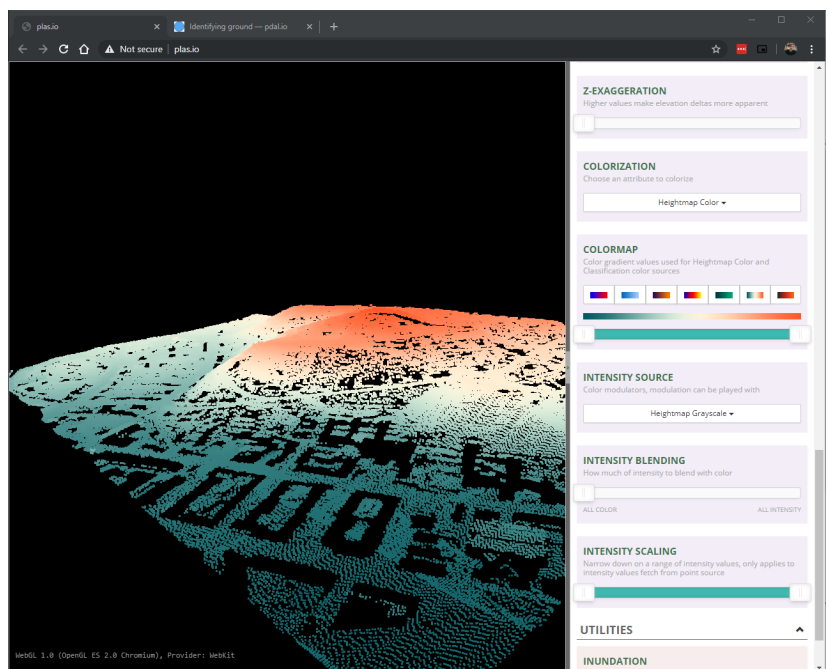 plas.io
Identifying ground — pdal.io
Not secure
plas.io
Z-EXAGGERATION
Higher values make elevation deltas more apparent
COLORIZATION
Choose an attribute to colorize
Heightmap Color
COLORMAP
Color gradient values used for Heightmap Color and
Classification color sources
INTENSITY SOURCE
Color modulators, modulation can be played with
Heightmap Grayscale
INTENSITY BLENDING
How much of intensity to blend with color
ALL COLOR
ALL INTENSITY
INTENSITY SCALING
Narrow down on a range of intensity values, only applies to
intensity values fetch from point source
UTILITIES
INUNDATION
WebGL 1.0 (OpenGL ES 2.0 Chromium), Provider: WebKit